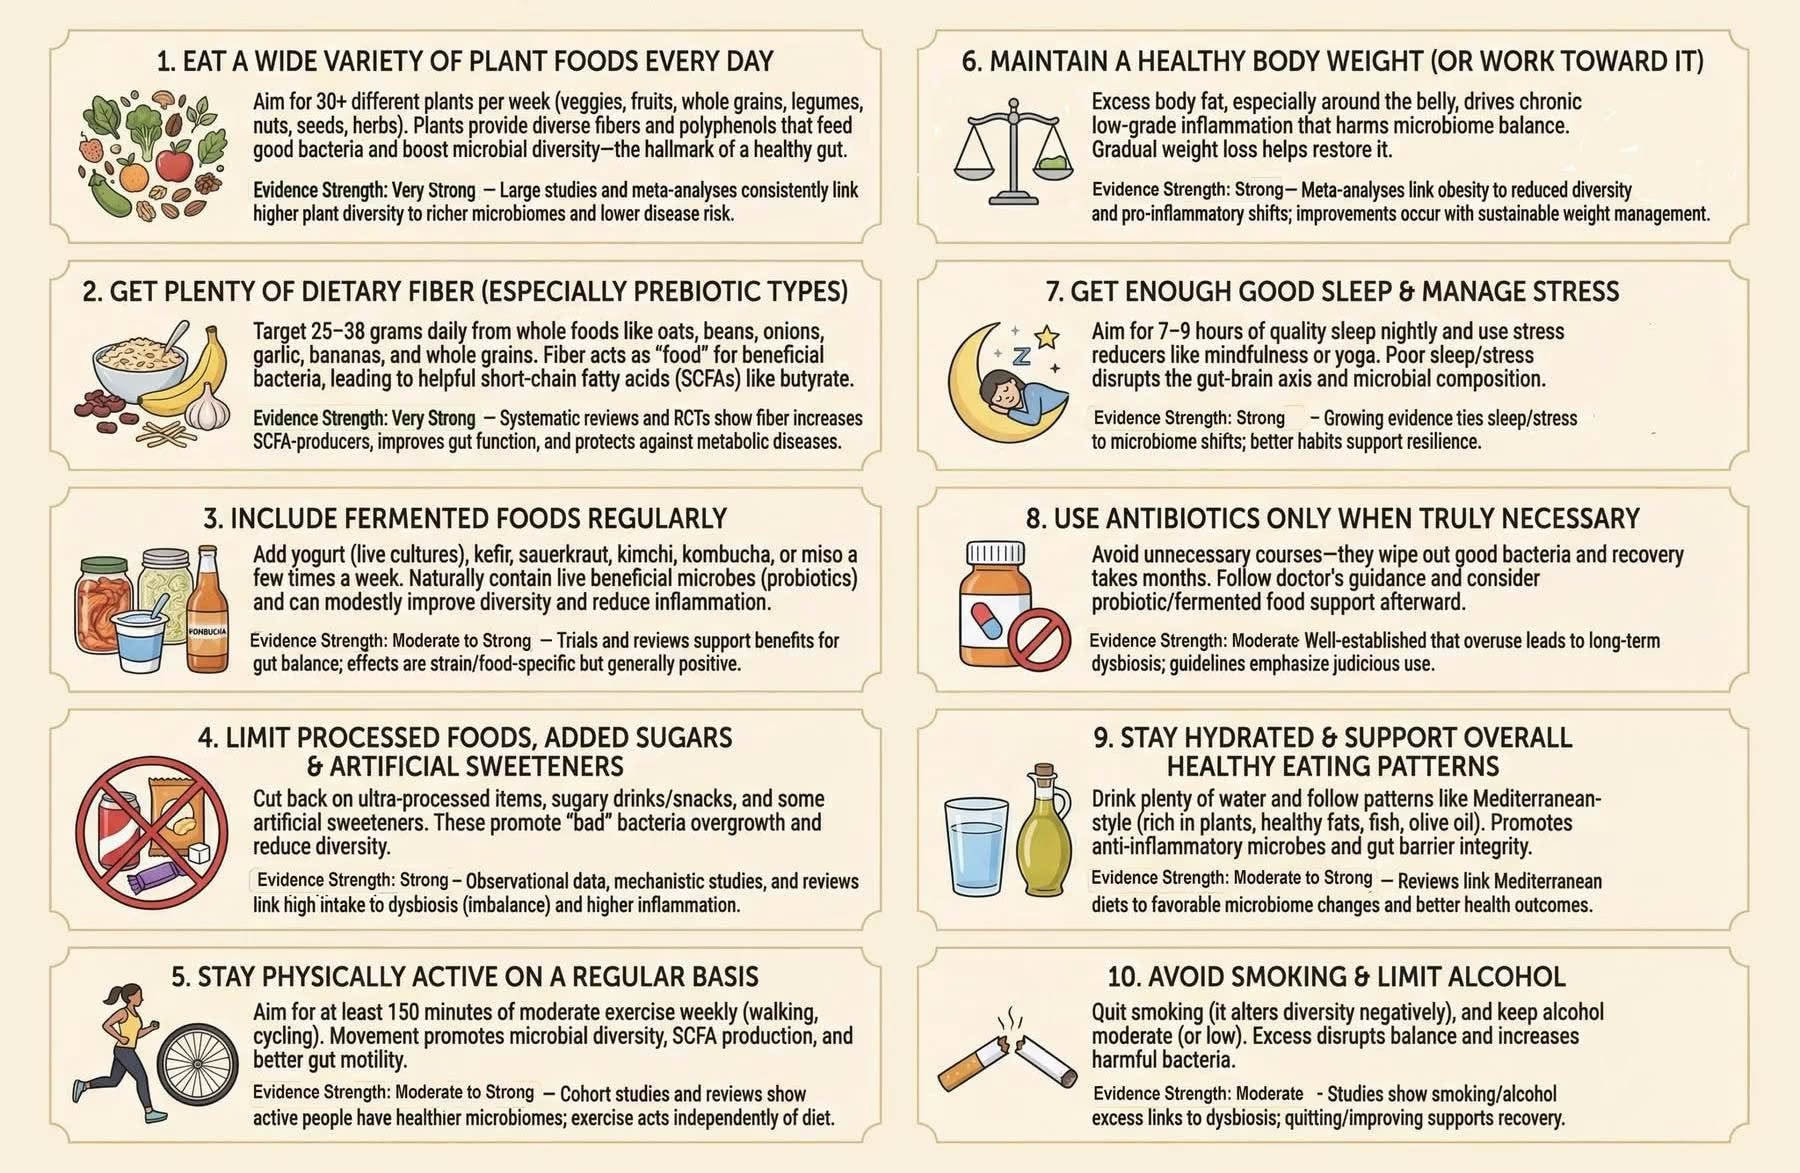 1. EAT A WIDE VARIETY OF PLANT FOODS EVERY DAY
Aim for 30+ different plants per week (veggies, fruits, whole grains, legumes,
nuts, seeds, herbs). Plants provide diverse fibers and polyphenols that feed
good bacteria and boost microbial diversity—the hallmark of a healthy gut.
Evidence Strength: Very Strong – Large studies and meta-analyses consistently link
higher plant diversity to richer microbiomes and lower disease risk.
2. GET PLENTY OF DIETARY FIBER (ESPECIALLY PREBIOTIC TYPES)
Target 25–38 grams daily from whole foods like oats, beans, onions,
garlic, bananas, and whole grains. Fiber acts as “food” for beneficial
bacteria, leading to helpful short-chain fatty acids (SCFAs) like butyrate.
Evidence Strength: Very Strong – Systematic reviews and RCTs show fiber increases
SCFA-producers, improves gut function, and protects against metabolic diseases.
3. INCLUDE FERMENTED FOODS REGULARLY
Add yogurt (live cultures), kefir, sauerkraut, kimchi, kombucha, or miso a
few times a week. Naturally contain live beneficial microbes (probiotics)
and can modestly improve diversity and reduce inflammation.
KONBUCHA
Evidence Strength: Moderate to Strong – Trials and reviews support benefits for
gut balance; effects are strain/food-specific but generally positive.
4. LIMIT PROCESSED FOODS, ADDED SUGARS
& ARTIFICIAL SWEETENERS
Cut back on ultra-processed items, sugary drinks/snacks, and some
artificial sweeteners. These promote “bad” bacteria overgrowth and
reduce diversity.
Evidence Strength: Strong – Observational data, mechanistic studies, and reviews
link high intake to dysbiosis (imbalance) and higher inflammation.
5. STAY PHYSICALLY ACTIVE ON A REGULAR BASIS
Aim for at least 150 minutes of moderate exercise weekly (walking,
cycling). Movement promotes microbial diversity, SCFA production, and
better gut motility.
Evidence Strength: Moderate to Strong – Cohort studies and reviews show
active people have healthier microbiomes; exercise acts independently of diet.
6. MAINTAIN A HEALTHY BODY WEIGHT (OR WORK TOWARD IT)
Excess body fat, especially around the belly, drives chronic
low-grade inflammation that harms microbiome balance.
Gradual weight loss helps restore it.
Evidence Strength: Strong– Meta-analyses link obesity to reduced diversity
and pro-inflammatory shifts; improvements occur with sustainable weight management.
7. GET ENOUGH GOOD SLEEP & MANAGE STRESS
Z
Aim for 7–9 hours of quality sleep nightly and use stress
reducers like mindfulness or yoga. Poor sleep/stress
disrupts the gut-brain axis and microbial composition.
Evidence Strength: Strong – Growing evidence ties sleep/stress
to microbiome shifts; better habits support resilience.
8. USE ANTIBIOTICS ONLY WHEN TRULY NECESSARY
Avoid unnecessary courses—they wipe out good bacteria and recovery
takes months. Follow doctor's guidance and consider
probiotic/fermented food support afterward.
Evidence Strength: Moderate Well-established that overuse leads to long-term
dysbiosis; guidelines emphasize judicious use.
9. STAY HYDRATED & SUPPORT OVERALL
HEALTHY EATING PATTERNS
Drink plenty of water and follow patterns like Mediterranean-
style (rich in plants, healthy fats, fish, olive oil). Promotes
anti-inflammatory microbes and gut barrier integrity.
Evidence Strength: Moderate to Strong – Reviews link Mediterranean
diets to favorable microbiome changes and better health outcomes.
10. AVOID SMOKING & LIMIT ALCOHOL
Quit smoking (it alters diversity negatively), and keep alcohol
moderate (or low). Excess disrupts balance and increases
harmful bacteria.
Evidence Strength: Moderate - Studies show smoking/alcohol
excess links to dysbiosis; quitting/improving supports recovery.